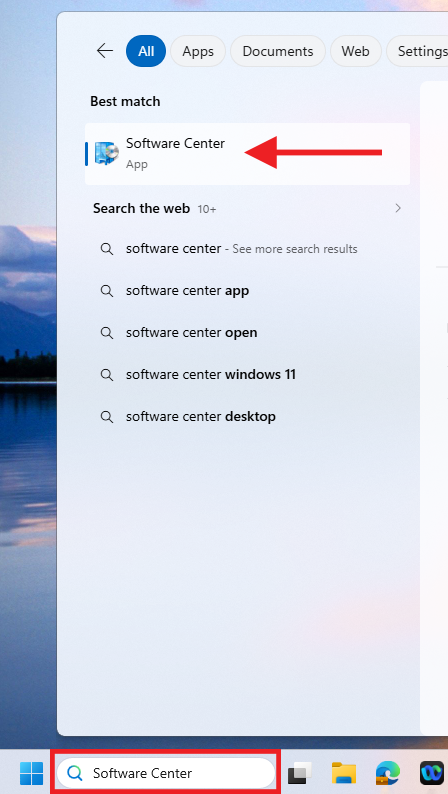 All Apps Documents Web Settings
Best match
Software Center
App
Search the web 10+
software center - See more search results
software center app
software center open
software center windows 11
software center desktop
Software Center